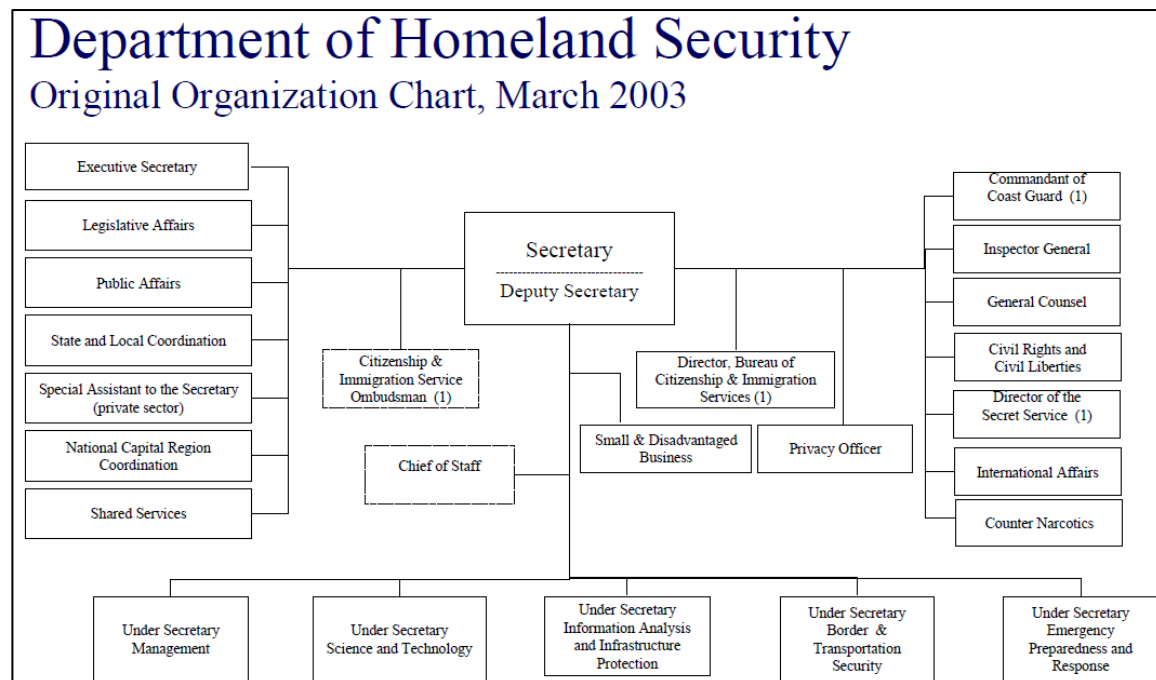 Department of Homeland Security
Original Organization Chart, March 2003
Executive Secretary
Legislative Affairs
Public Affairs
State and Local Coordination
Special Assistant to the Secretary
(private sector)
National Capital Region
Coordination
Shared Services
Secretary
Deputy Secretary
Citizenship &
Immigration Service
Ombudsman (1)
Chief of Staff
Director, Bureau of
Citizenship & Immigration
Services (1)
Small & Disadvantaged
Business
Privacy Officer
Commandant of
Coast Guard (1)
Inspector General
General Counsel
Civil Rights and
Civil Liberties
Director of the
Secret Service (1)
International Affairs
Counter Narcotics
Under Secretary
Management
Under Secretary
Science and Technology
Under Secretary
Information Analysis
and Infrastructure
Protection
Under Secretary
Border &
Transportation
Security
Under Secretary
Emergency
Preparedness and
Response